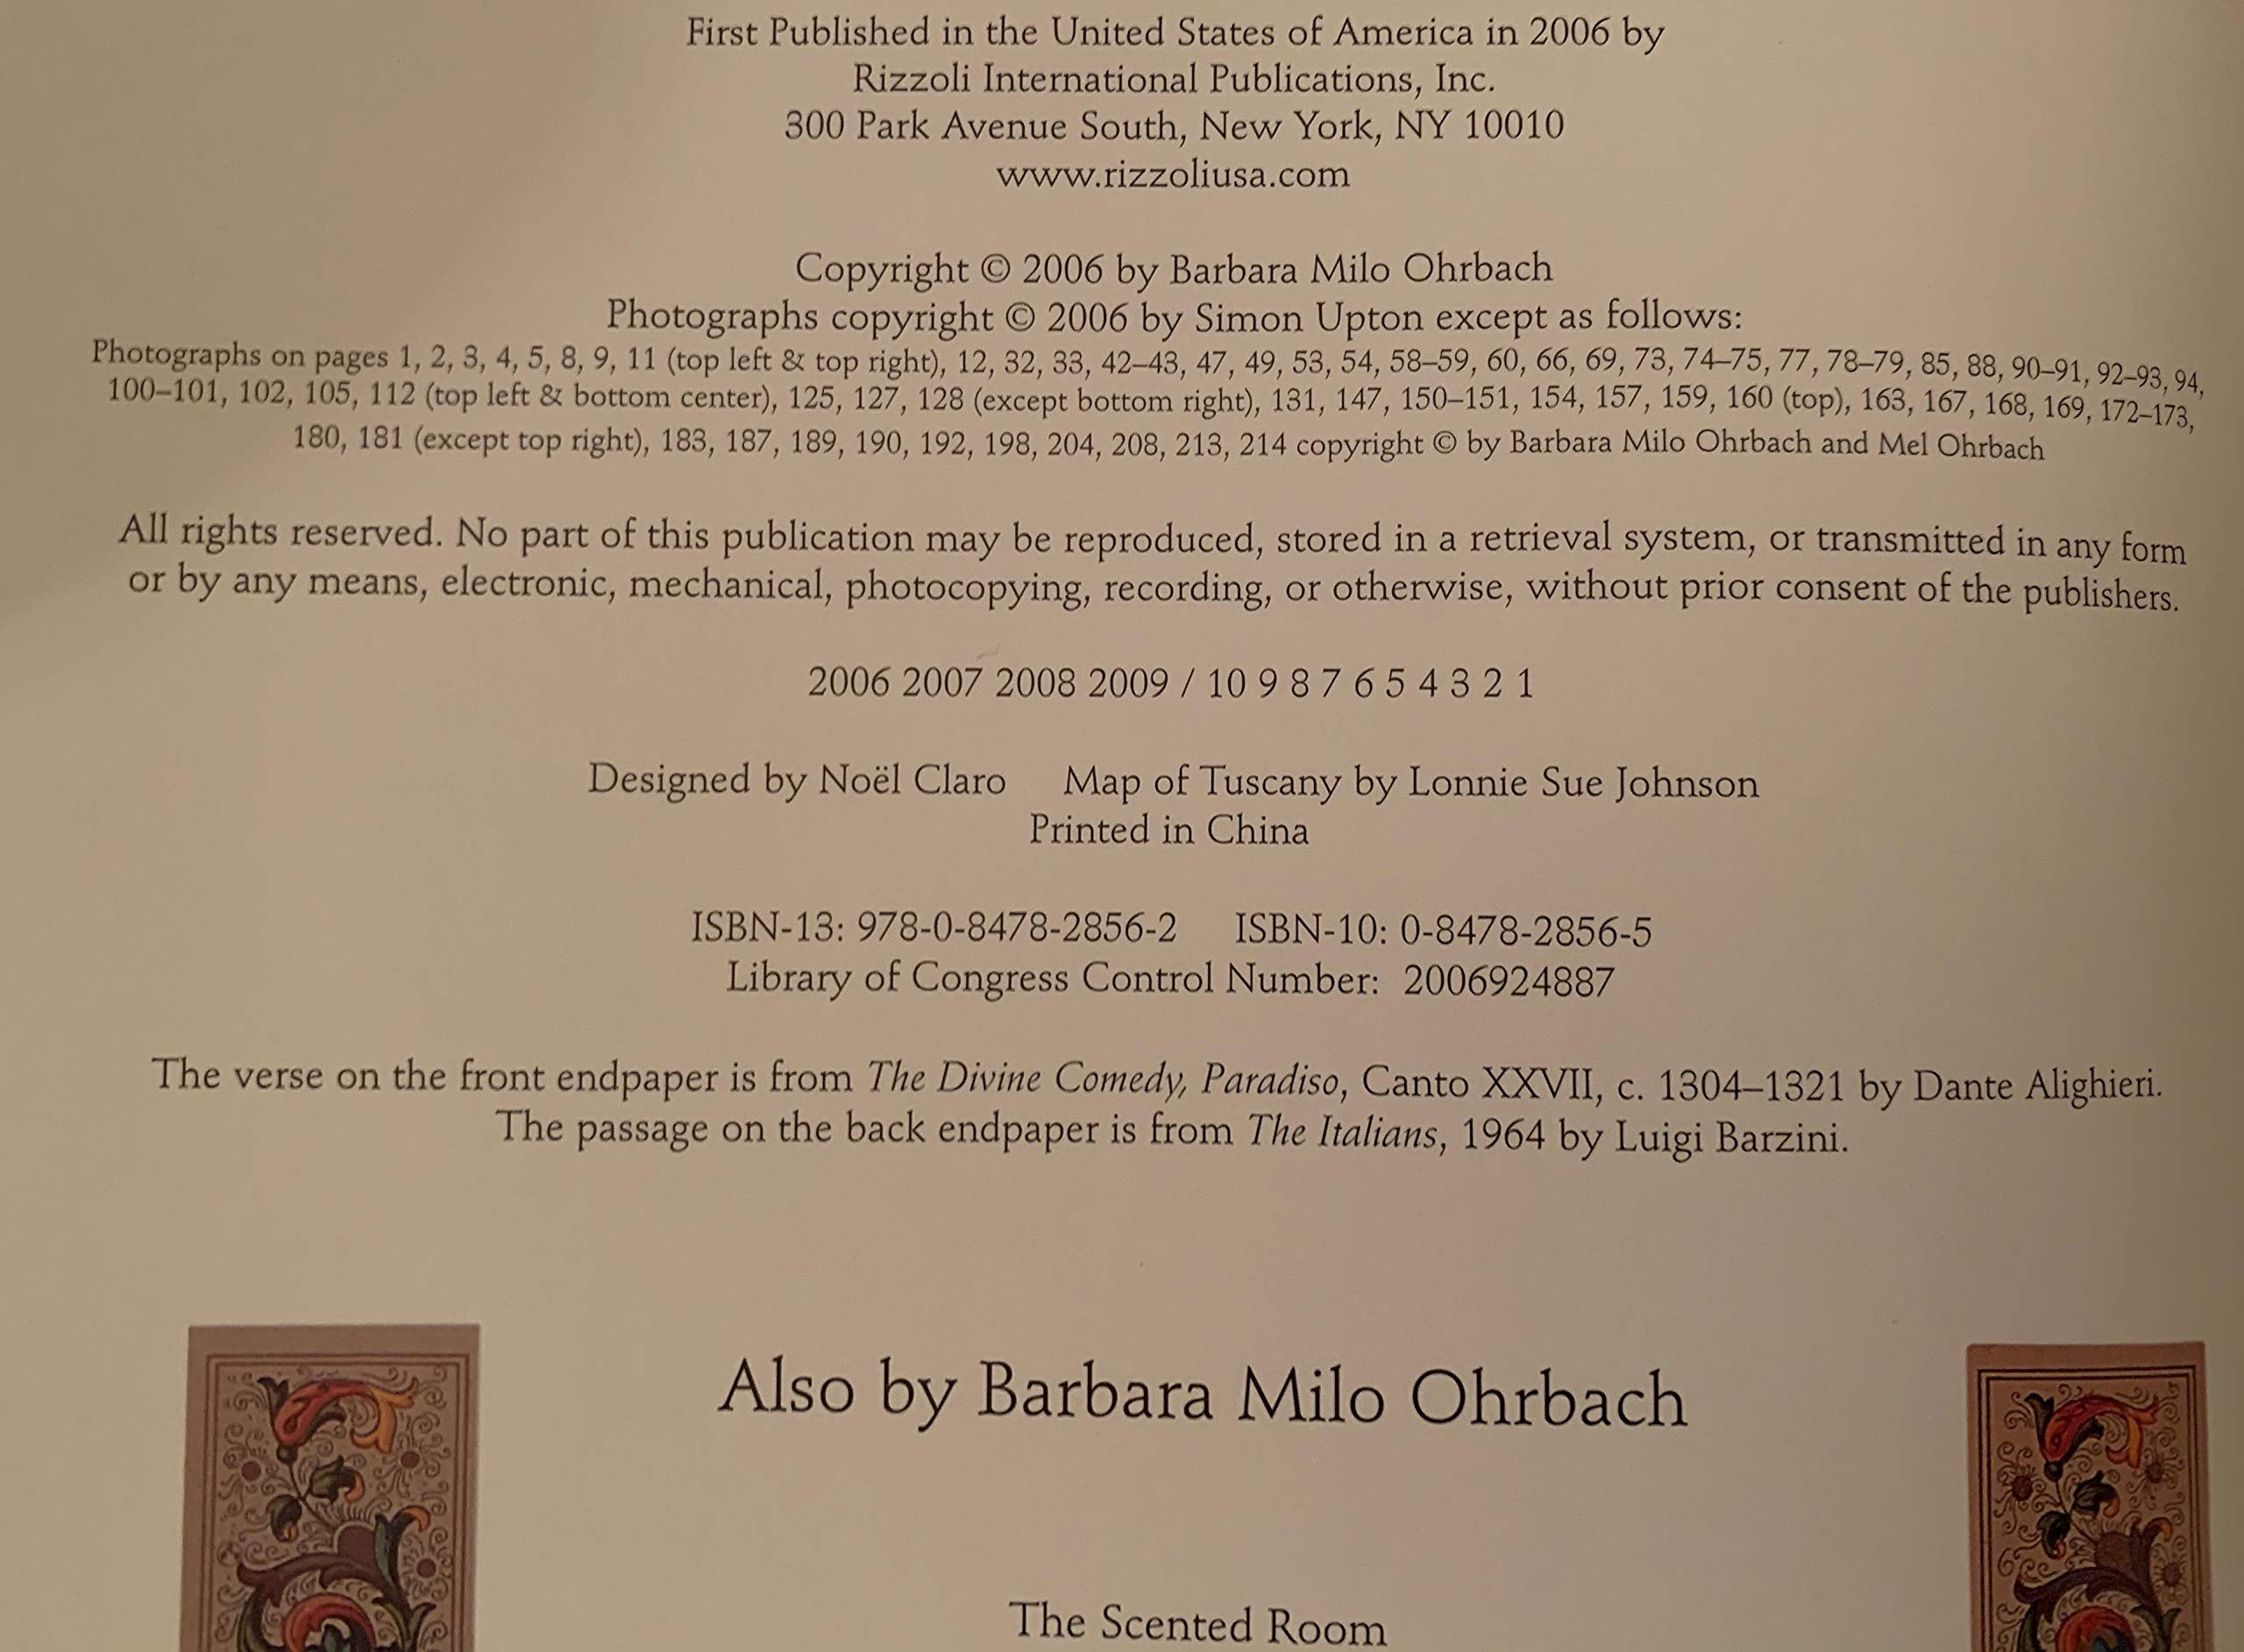 First Published in the United States of America in 2006 by
Rizzoli International Publications, Inc.
300 Park Avenue South, New York, NY 10010
www.rizzoliusa.com
Copyright © 2006 by Barbara Milo Ohrbach
Photographs copyright © 2006 by Simon Upton except as follows:
Photographs on pages 1, 2, 3, 4, 5, 8, 9, 11 (top left & top right), 12, 32, 33, 42–43, 47, 49, 53, 54, 58–59, 60, 66, 69, 73, 74–75, 77, 78–79, 85, 88, 90–91, 92–93, 94,
100–101, 102, 105, 112 (top left & bottom center), 125, 127, 128 (except bottom right), 131, 147, 150–151, 154, 157, 159, 160 (top), 163, 167, 168, 169, 172–173,
180, 181 (except top right), 183, 187, 189, 190, 192, 198, 204, 208, 213, 214 copyright © by Barbara Milo Ohrbach and Mel Ohrbach
All rights reserved. No part of this publication may be reproduced, stored in a retrieval system, or transmitted in any form
or by any means, electronic, mechanical, photocopying, recording, or otherwise, without prior consent of the publishers.
2006 2007 2008 2009 / 10 9 8 7 6 5 4 3 2 1
Designed by Noël Claro Map of Tuscany by Lonnie Sue Johnson
Printed in China
ISBN-13: 978-0-8478-2856-2 ISBN-10: 0-8478-2856-5
Library of Congress Control Number: 2006924887
The verse on the front endpaper is from The Divine Comedy, Paradiso, Canto XXVII, c. 1304–1321 by Dante Alighieri.
The passage on the back endpaper is from The Italians, 1964 by Luigi Barzini.
Also by Barbara Milo Ohrbach
The Scented Room